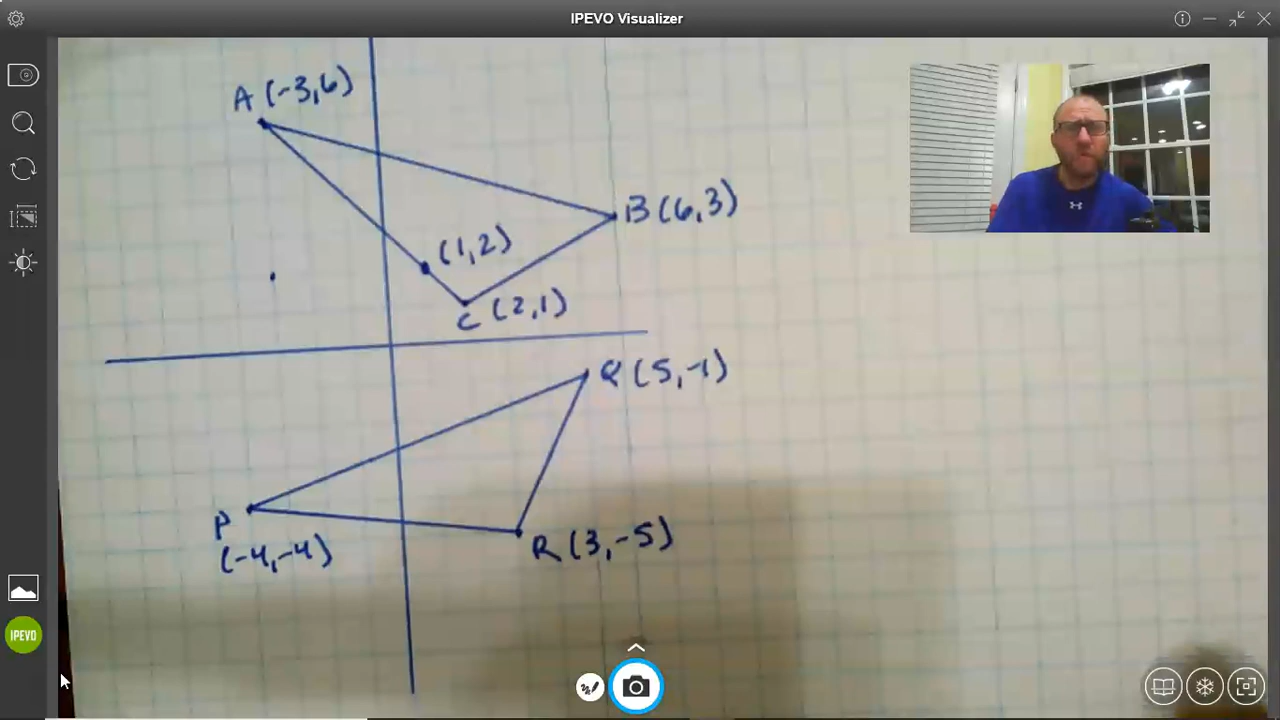 IPEVO Visualizer
A (-3,6)
B (6,3)
(1,2)
C (2,1)
Q (5,-1)
P
(-4,-4)
R (3,-5)
IPEVO